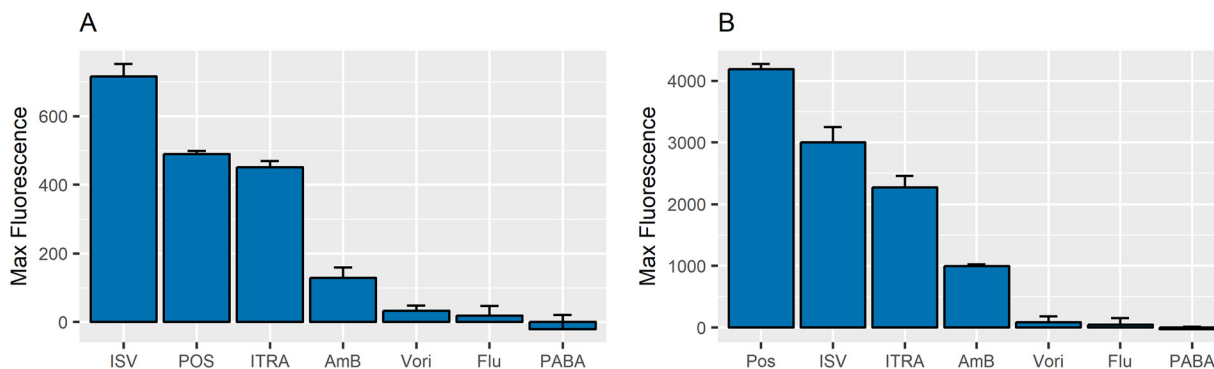 A
Max Fluorescence
600
400
200
0
ISV POS ITRA AmB Vori Flu PABA
B
Max Fluorescence
4000
3000
2000
1000
0
Pos ISV ITRA AmB Vori Flu PABA